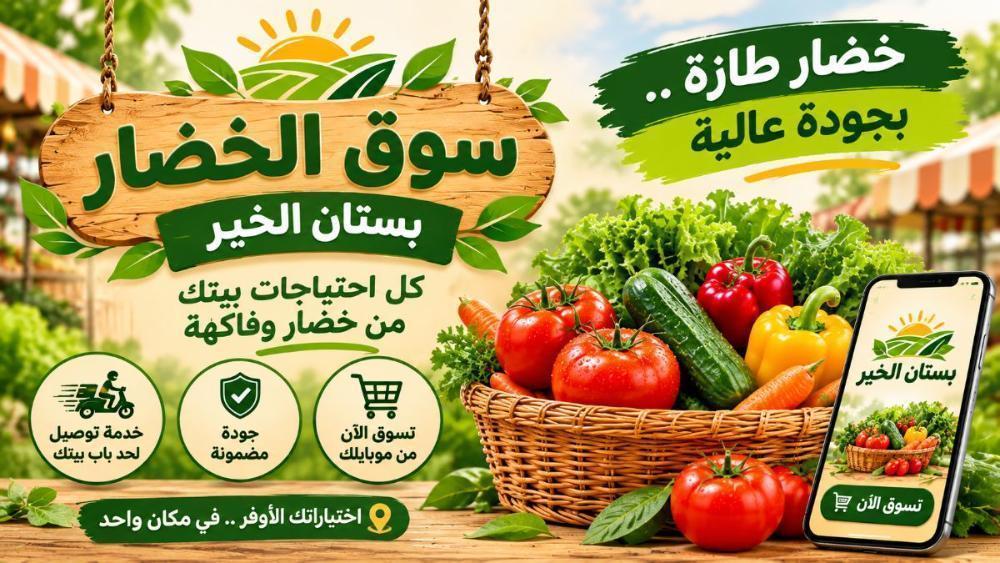 خضار طازة ..
بجودة عالية
سوق الخضار
بستان الخير
كل احتياجات بيتك
من خضار وفاكهة
تسوق الآن
من موبايلك
جودة
مضمونة
خدمة توصيل
لحد باب بيتك
اختياراتك الأوفر .. في مكان واحد
بستان الخير
تسوق الآن